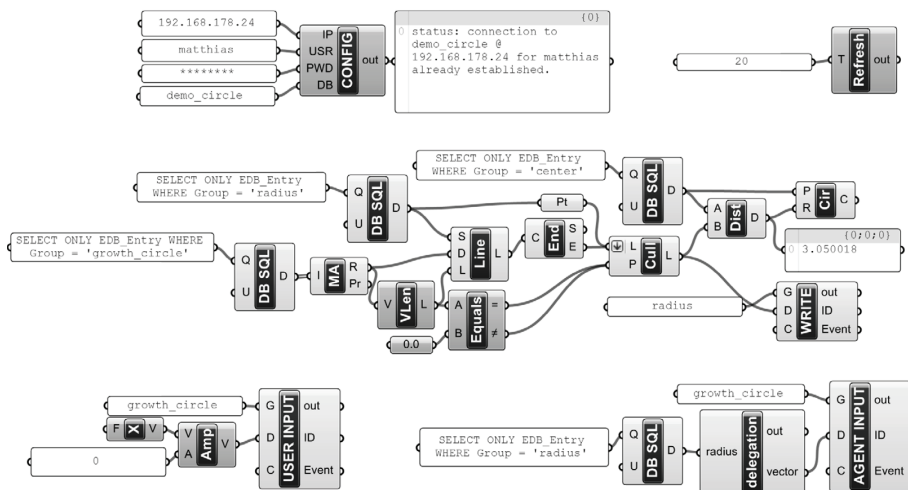 192.168.178.24
matthias
********
demo_circle
IP
USR
PWD
DB
CONFIG
out
{0}
0 status: connection to
demo_circle @
192.168.178.24 for matthias
already established.
20
T
Refresh
out
SELECT ONLY EDB_Entry
WHERE Group = 'radius'
Q
U
DB SQL
D
SELECT ONLY EDB_Entry
WHERE Group = 'center'
Q
U
DB SQL
D
SELECT ONLY EDB_Entry WHERE
Group = 'growth_circle'
Q
U
DB SQL
D
I
MA
R
Pr
V
VLen
L
S
D
L
Line
L
Pt
C
End
S
E
0.0
A
B
Equals
=
≠
L
P
Cull
L
A
B
Dist
D
P
R
Cir
C
{0;0;0}
0 3.050018
radius
G
D
C
WRITE
out
ID
Event
growth_circle
F
X
V
0
V
A
Amp
V
G
D
C
USER INPUT
out
ID
Event
SELECT ONLY EDB_Entry
WHERE Group = 'radius'
Q
U
DB SQL
D
radius
delegation
out
vector
growth_circle
G
D
C
AGENT INPUT
out
ID
Event